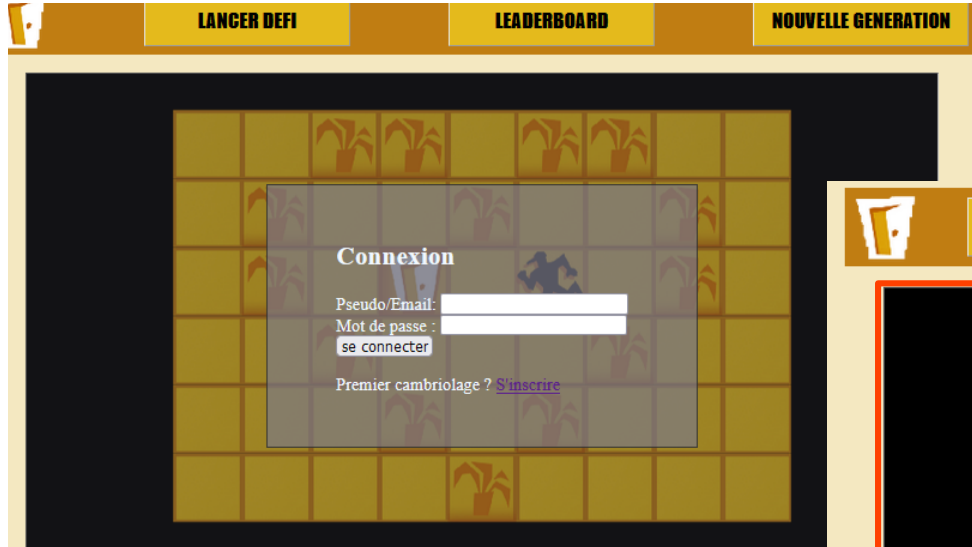 LANCER DEFI
LEADERBOARD
NOUVELLE GENERATION
Connexion
Pseudo/Email:
Mot de passe :
se connecter
Premier cambriolage ? S'inscrire